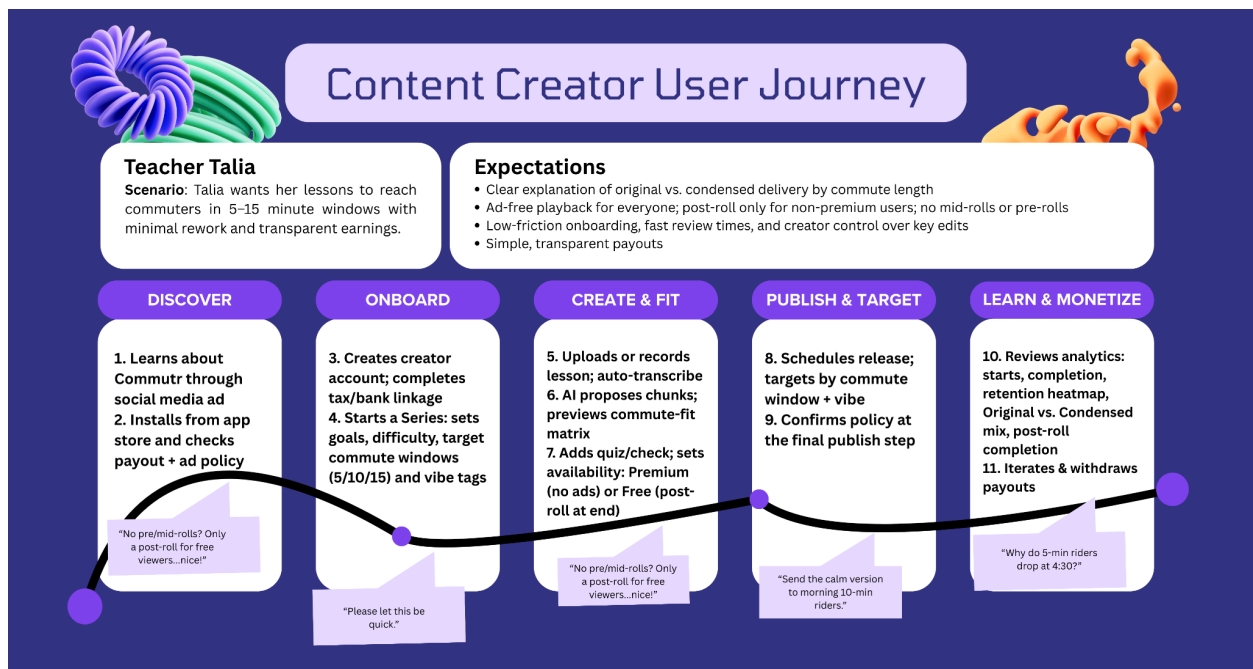 Content Creator User Journey
Teacher Talia
Scenario: Talia wants her lessons to reach
commuters in 5–15 minute windows with
minimal rework and transparent earnings.
Expectations
• Clear explanation of original vs. condensed delivery by commute length
• Ad-free playback for everyone; post-roll only for non-premium users; no mid-rolls or pre-rolls
• Low-friction onboarding, fast review times, and creator control over key edits
• Simple, transparent payouts
DISCOVER
1. Learns about
Commutr through
social media ad
2. Installs from app
store and checks
payout + ad policy
“No pre/mid-rolls? Only
a post-roll for free
viewers...nice!”
ONBOARD
3. Creates creator
account; completes
tax/bank linkage
4. Starts a Series: sets
goals, difficulty, target
commute windows
(5/10/15) and vibe tags
“Please let this be
quick.”
CREATE & FIT
5. Uploads or records
lesson; auto-transcribe
6. AI proposes chunks;
previews commute-fit
matrix
7. Adds quiz/check; sets
availability: Premium
(no ads) or Free (post-
roll at end)
“No pre/mid-rolls? Only
a post-roll for free
viewers...nice!”
PUBLISH & TARGET
8. Schedules release;
targets by commute
window + vibe
9. Confirms policy at
the final publish step
“Send the calm version
to morning 10-min
riders.”
LEARN & MONETIZE
10. Reviews analytics:
starts, completion,
retention heatmap,
Original vs. Condensed
mix, post-roll
completion
11. Iterates & withdraws
payouts
“Why do 5-min riders
drop at 4:30?”